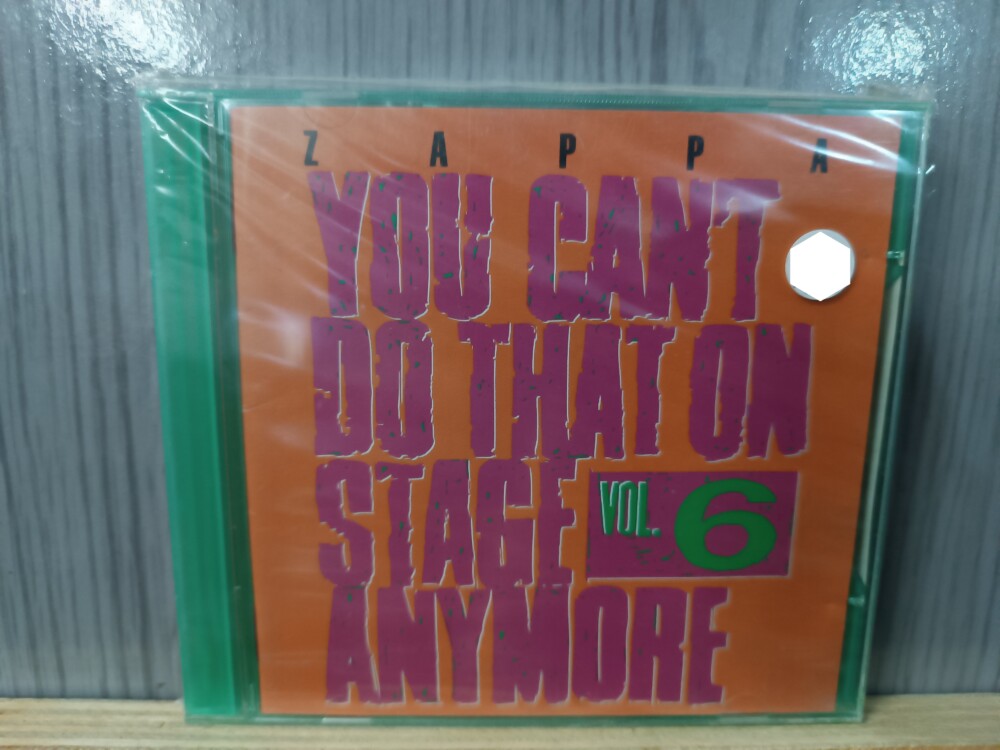 ZAPPA
YOU CAN'T
DO THAT ON
STAGE VOL. 6
ANYMORE